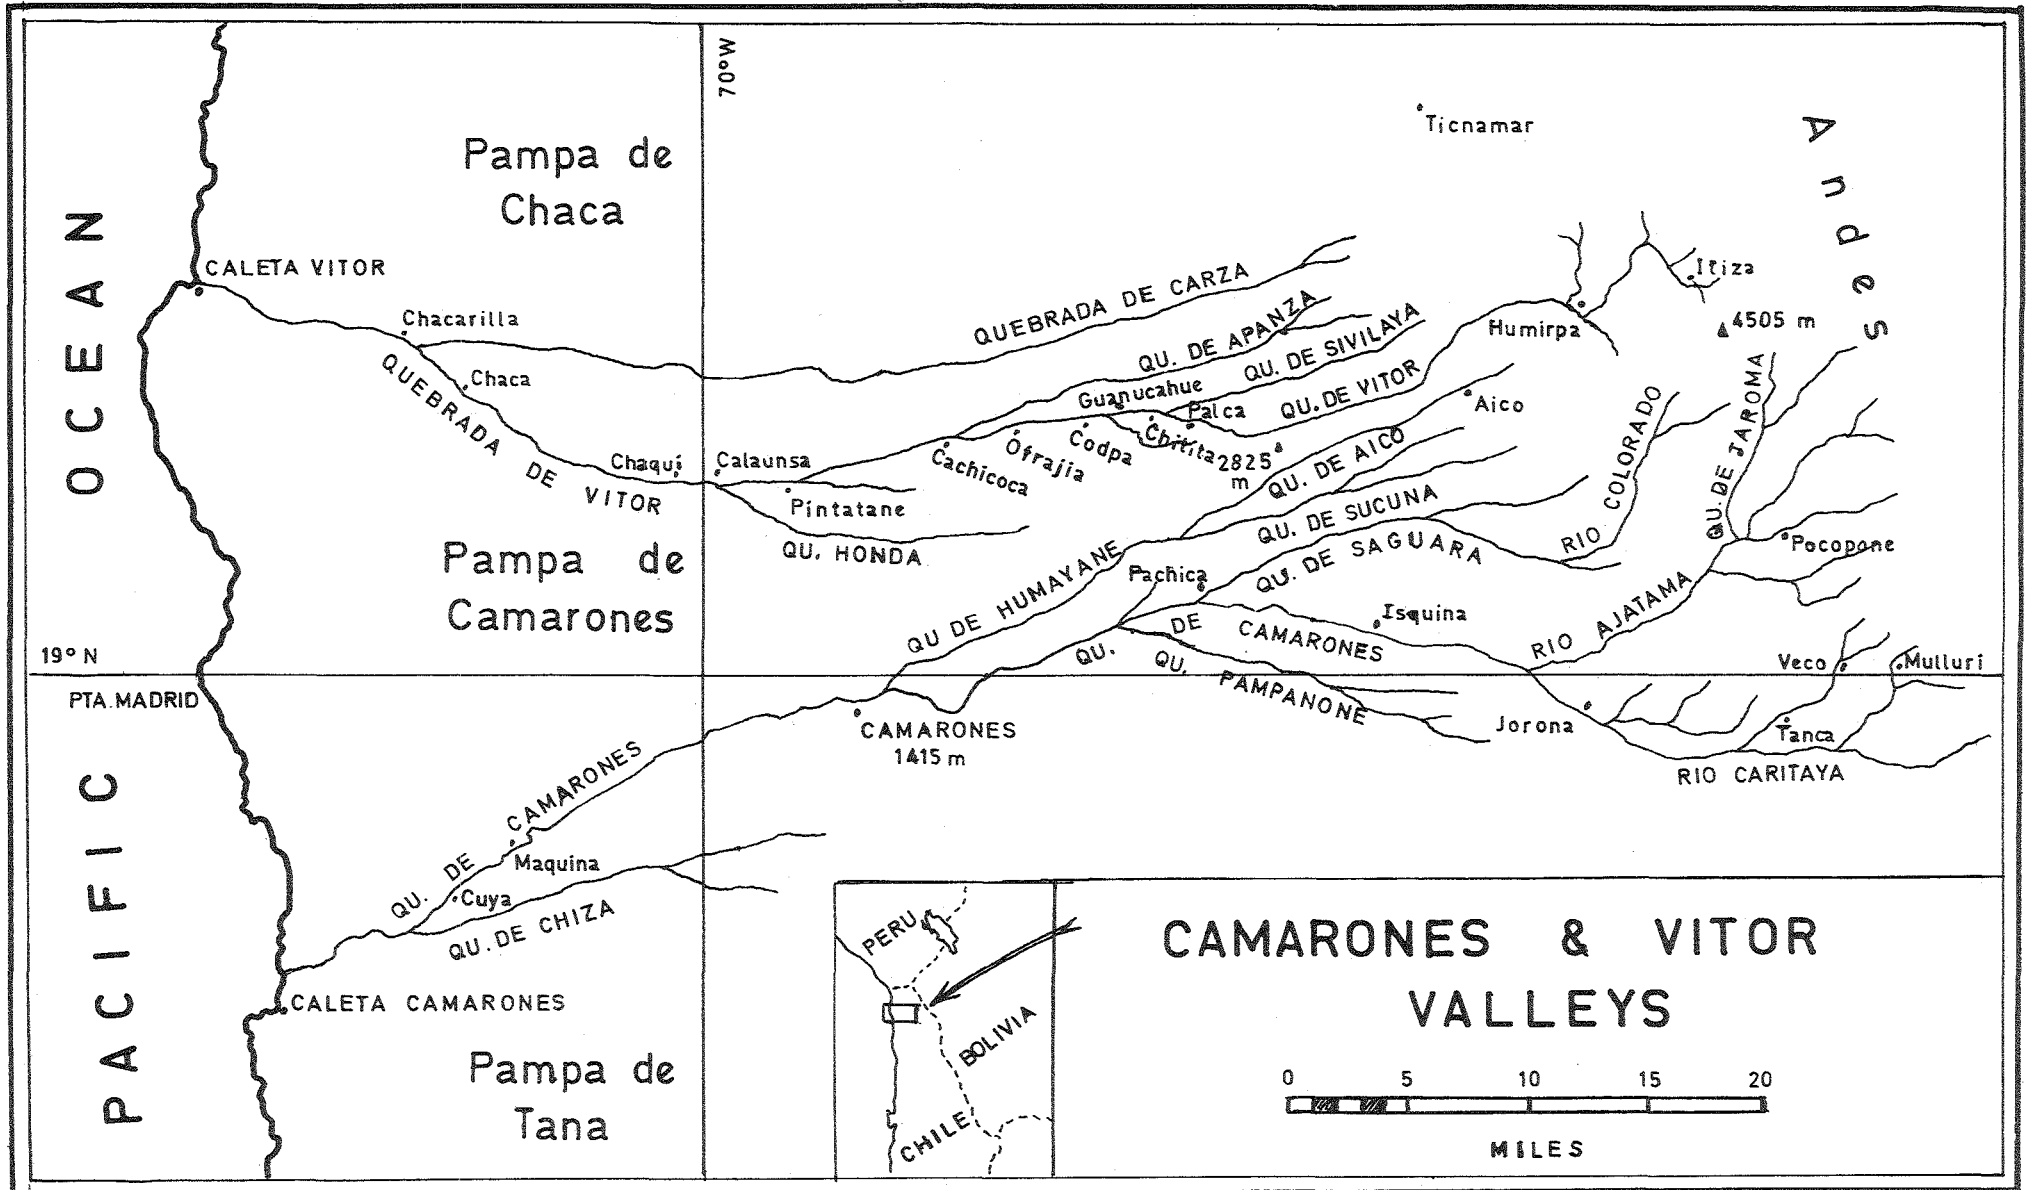 70°W
Ticnamar
Andes
Pampa de
Chaca
PACIFIC OCEAN
CALETA VITOR
Itiza
4505 m
Humirpa
Chacarilla
QUEBRADA DE CARZA
QU. DE APANZA
QU. DE SIVILAYA
QU. DE VITOR
Chaca
QUEBRADA DE VITOR
Guanucahue
Palca
Aico
Chaquí
Calaunsa
Cachicoca
Ofrajia
Codpa
Chitita
2825
m
QU. DE AICO
RIO COLORADO
QU. DE JAROMA
Pintatane
QU. HONDA
QU. DE SUCUNA
QU. DE SAGUARA
Pocopone
Pampa de
Camarones
QU DE HUMAYANE
Pachica
Isquina
RIO AJATAMA
QU. DE CAMARONES
QU. PAMPANONE
19° N
PTA. MADRID
Veco
Mulluri
CAMARONES
1415 m
Jorona
Tanca
RIO CARITAYA
QU. DE CAMARONES
Maquina
Cuya
QU. DE CHIZA
CALETA CAMARONES
Pampa de
Tana
PERU
BOLIVIA
CHILE
CAMARONES & VITOR
VALLEYS
0 5 10 15 20
MILES